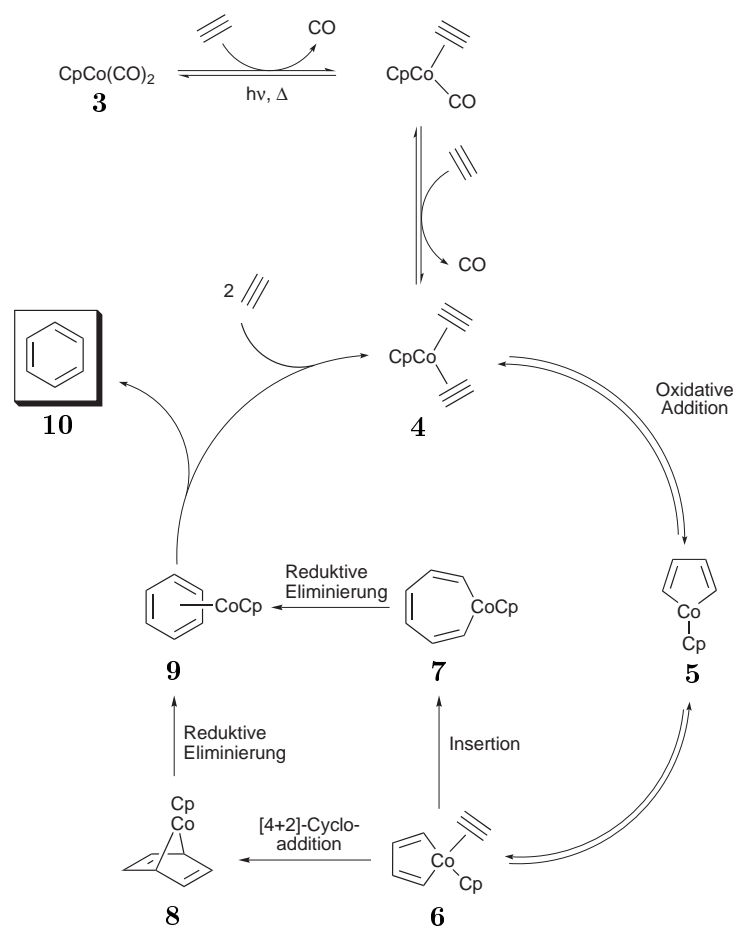 CO
CpCo(CO)2
3
hν, Δ
CpCo
CO
CO
2
CpCo
10
4
Oxidative
Addition
Reduktive
Eliminierung
CoCp
CoCp
Co
Cp
9
7
5
Reduktive
Eliminierung
Insertion
Cp
Co
[4+2]-Cyclo-
addition
Co
Cp
8
6